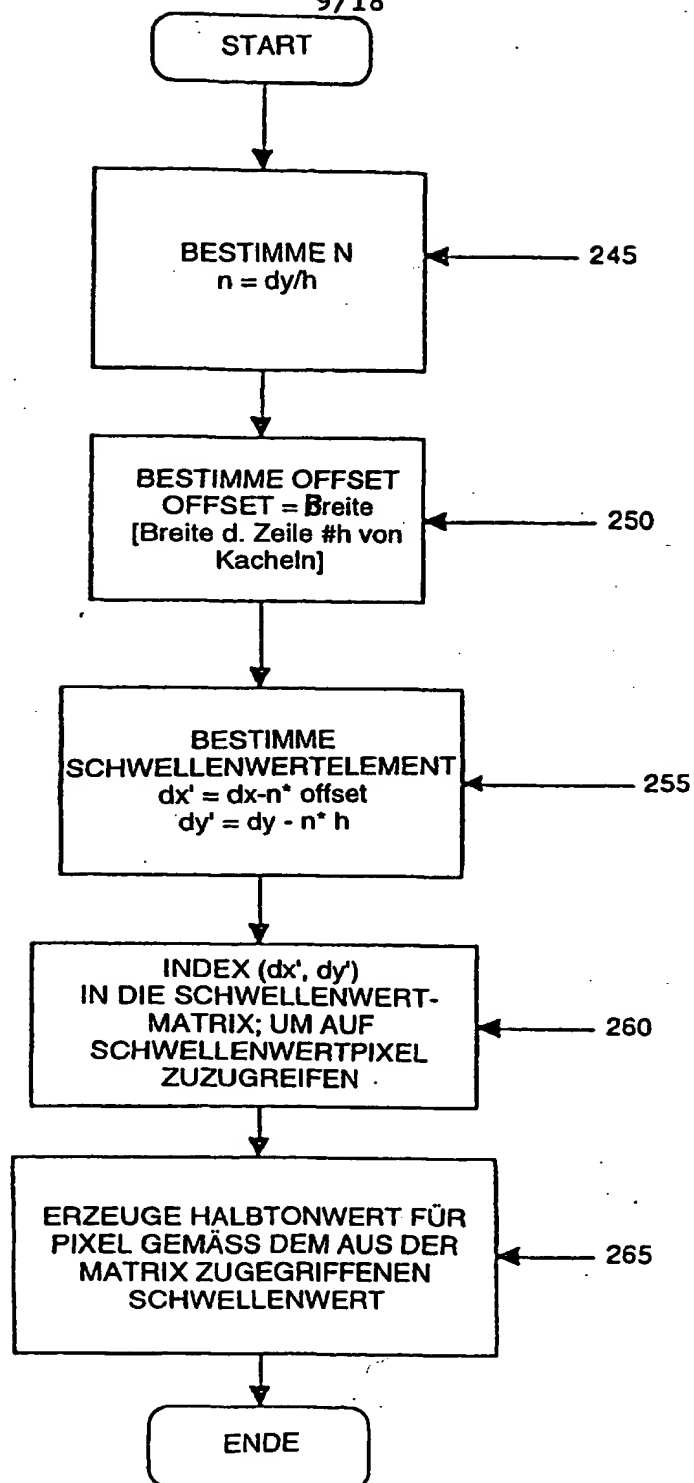 9/18
START
BESTIMME N
n = dy/h
245
BESTIMME OFFSET
OFFSET = Breite
[Breite d. Zeile #h von
Kacheln]
250
BESTIMME
SCHWELLENWERTELEMENT
dx' = dx-n* offset
dy' = dy - n* h
255
INDEX (dx', dy')
IN DIE SCHWELLENWERT-
MATRIX; UM AUF
SCHWELLENWERTPIXEL
ZUZUGREIFEN
260
ERZEUGE HALBTONWERT FÜR
PIXEL GEMÄSS DEM AUS DER
MATRIX ZUGEGRIFFENEN
SCHWELLENWERT
265
ENDE